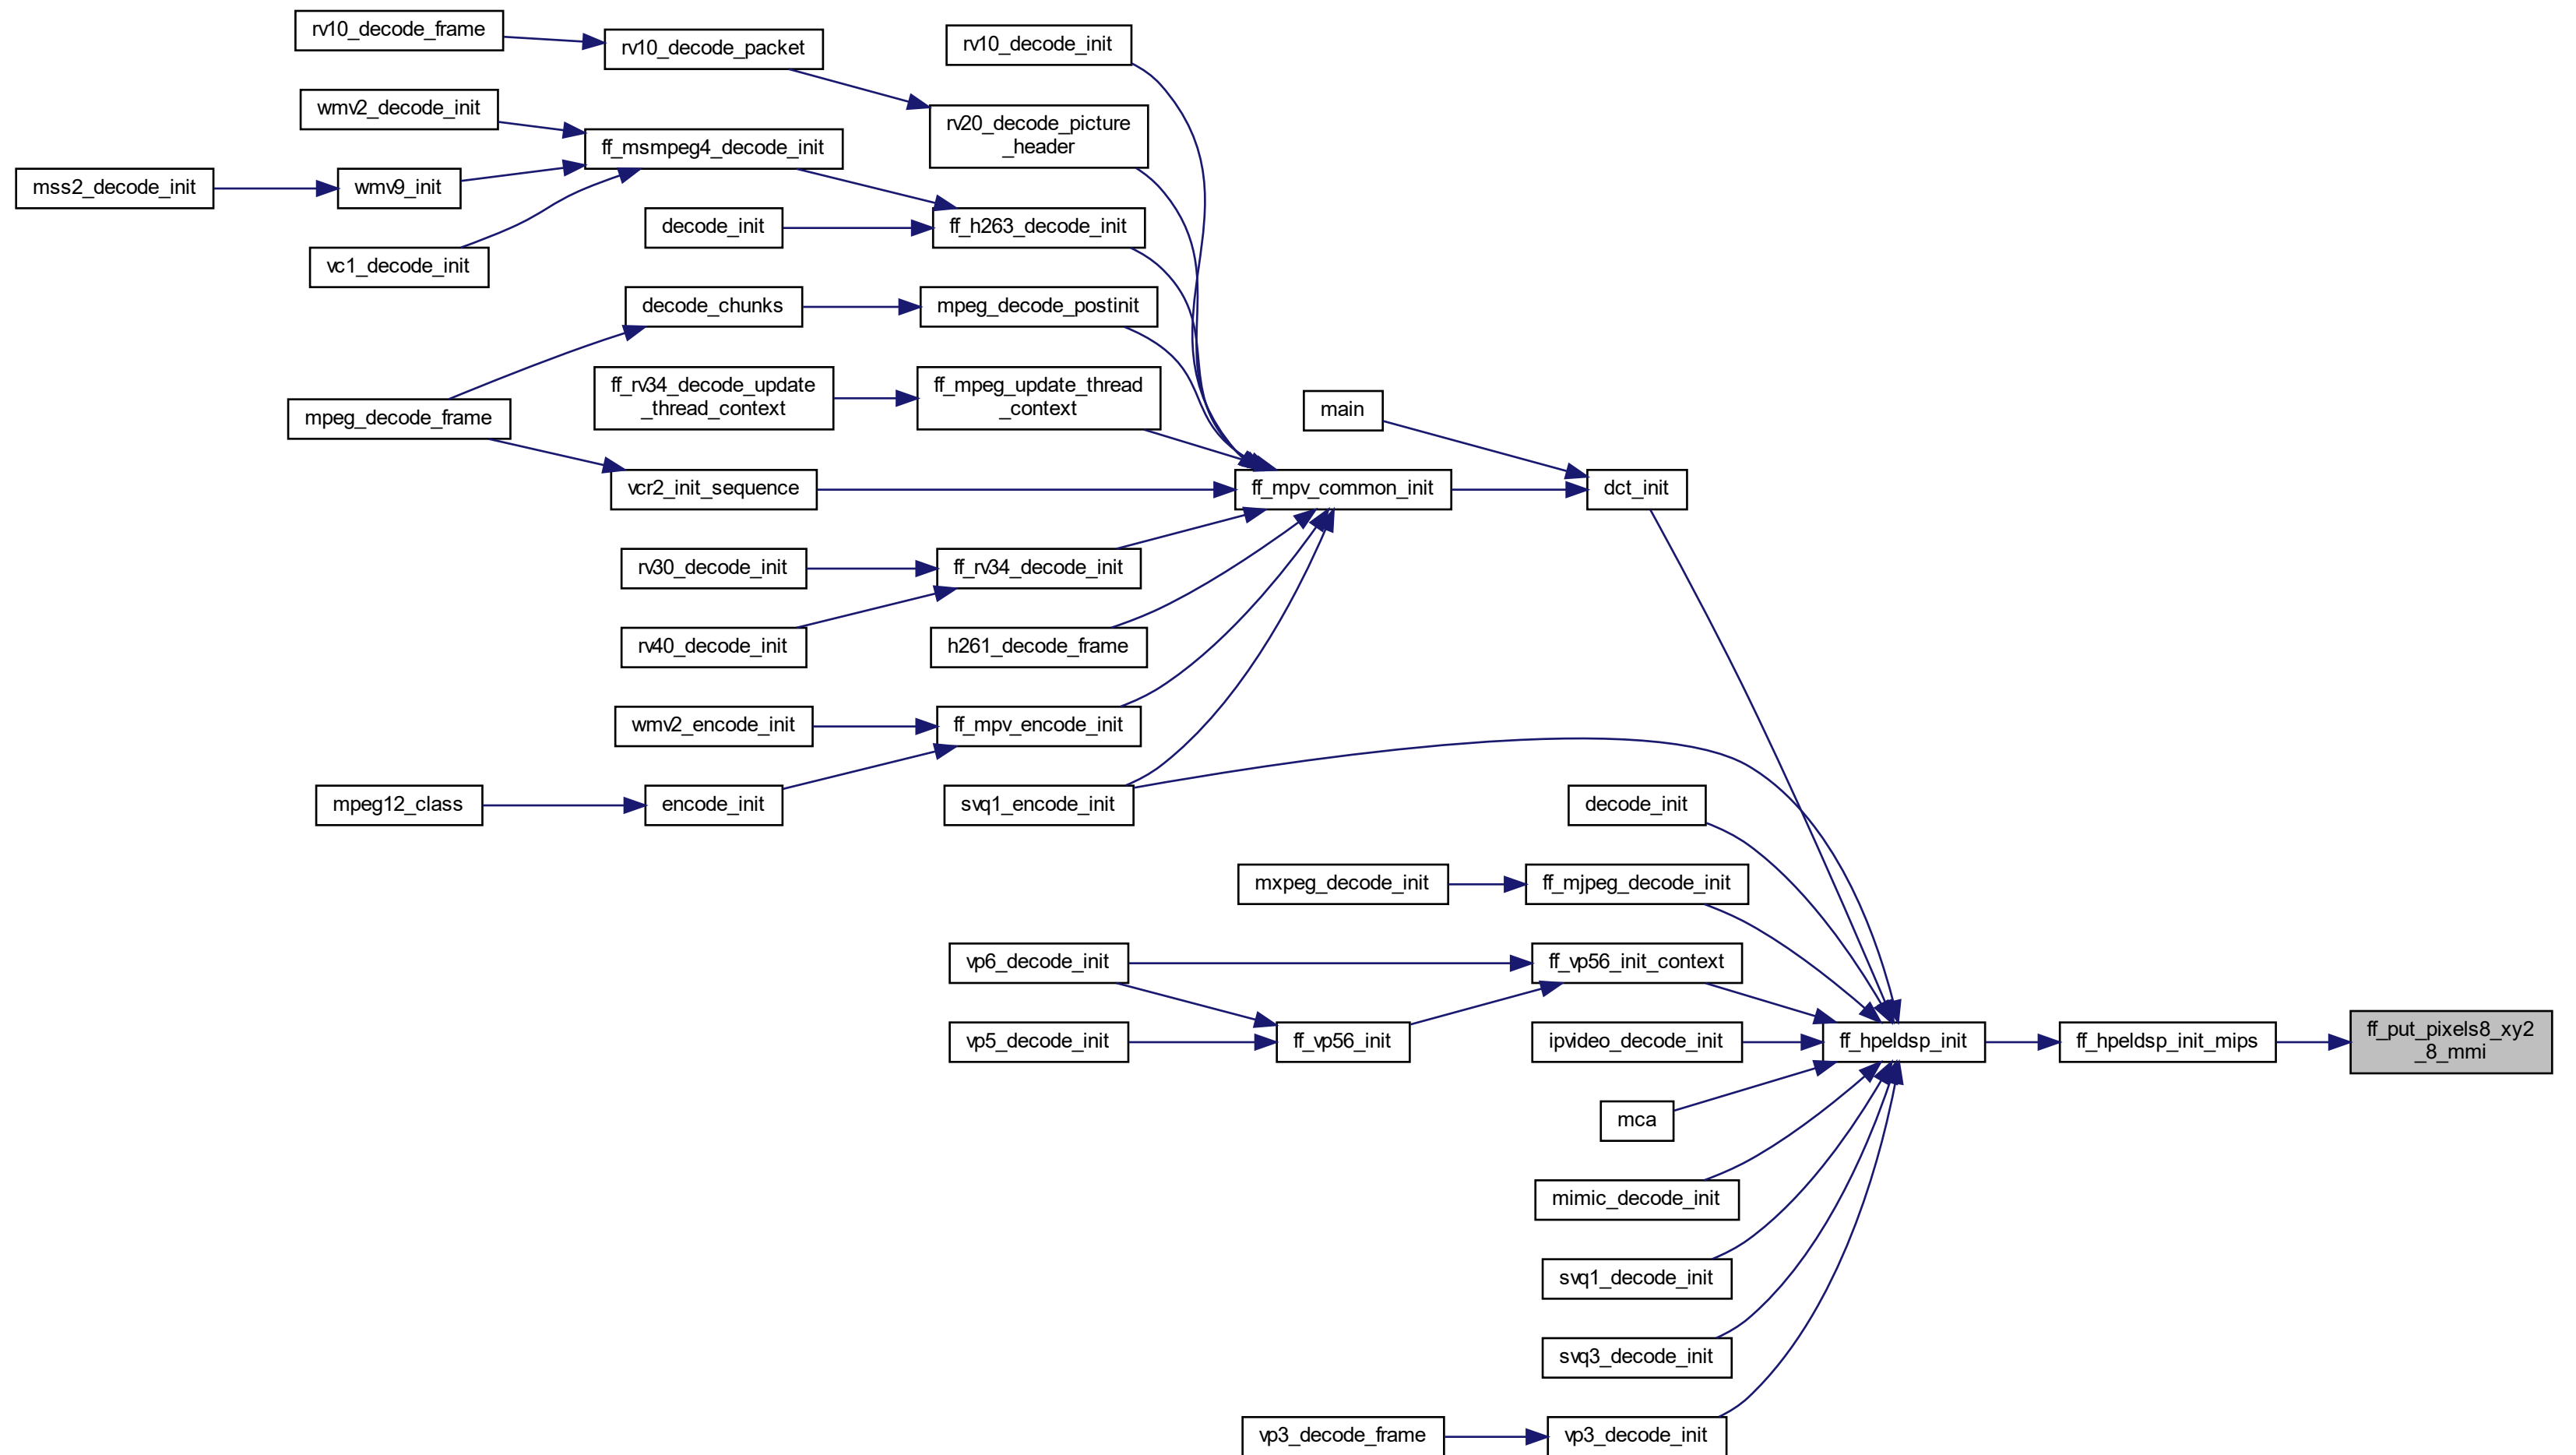 rv10_decode_frame
rv10_decode_packet
rv10_decode_init
wmv2_decode_init
rv20_decode_picture
_header
ff_msmpeg4_decode_init
mss2_decode_init
wmv9_init
decode_init
ff_h263_decode_init
vc1_decode_init
decode_chunks
mpeg_decode_postinit
ff_rv34_decode_update
_thread_context
ff_mpeg_update_thread
_context
main
mpeg_decode_frame
vcr2_init_sequence
ff_mpv_common_init
dct_init
rv30_decode_init
ff_rv34_decode_init
rv40_decode_init
h261_decode_frame
wmv2_encode_init
ff_mpv_encode_init
mpeg12_class
encode_init
svq1_encode_init
decode_init
mxpeg_decode_init
ff_mjpeg_decode_init
vp6_decode_init
ff_vp56_init_context
vp5_decode_init
ff_vp56_init
ipvideo_decode_init
ff_hpeldsp_init
ff_hpeldsp_init_mips
ff_put_pixels8_xy2
_8_mmi
mca
mimic_decode_init
svq1_decode_init
svq3_decode_init
vp3_decode_frame
vp3_decode_init